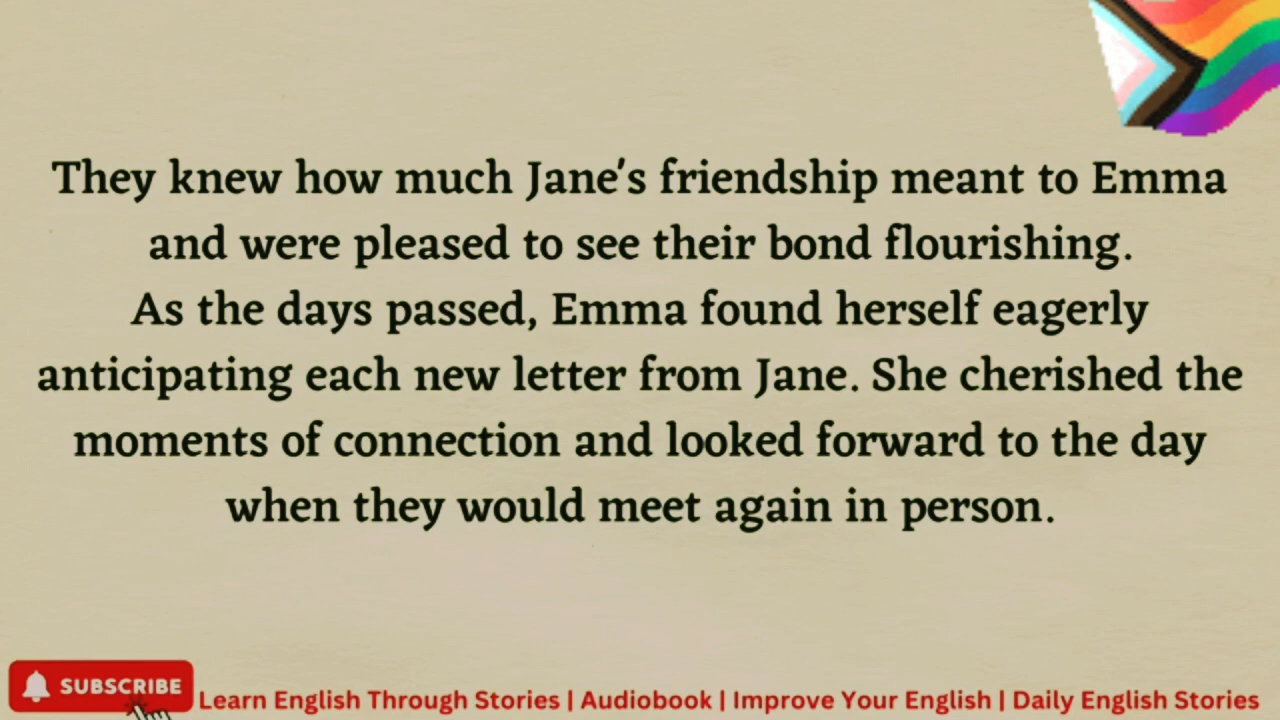 They knew how much Jane's friendship meant to Emma
and were pleased to see their bond flourishing.
As the days passed, Emma found herself eagerly
anticipating each new letter from Jane. She cherished the
moments of connection and looked forward to the day
when they would meet again in person.
SUBSCRIBE
Learn English Through Stories | Audiobook | Improve Your English | Daily English Stories